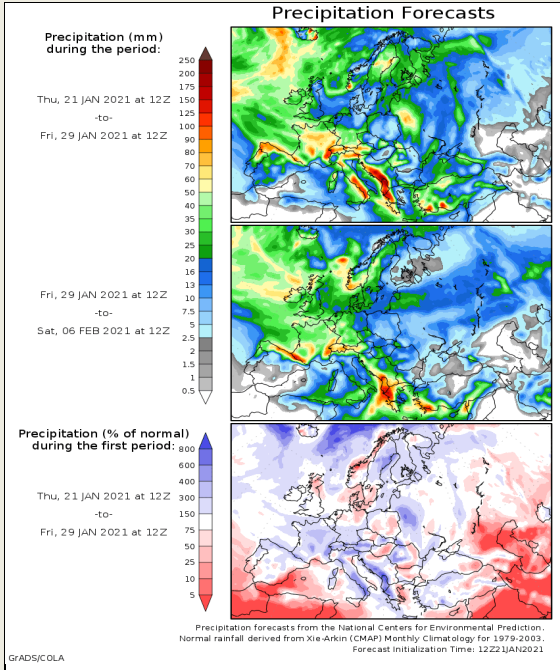 Precipitation Forecasts
Precipitation (mm)
during the period:
Thu, 21 JAN 2021 at 12Z
-to-
Fri, 29 JAN 2021 at 12Z
250
200
175
150
125
100
90
80
70
60
50
40
35
30
25
20
16
13
10
7.5
5
2.5
2
1.5
1
0.5
Fri, 29 JAN 2021 at 12Z
-to-
Sat, 06 FEB 2021 at 12Z
Precipitation (% of normal)
during the first period:
Thu, 21 JAN 2021 at 12Z
-to-
Fri, 29 JAN 2021 at 12Z
800
600
400
300
150
75
50
25
10
5
Precipitation forecasts from the National Centers for Environmental Prediction.
Normal rainfall derived from Xie-Arkin (CMAP) Monthly Climatology for 1979-2003.
Forecast Initialization Time: 12Z21JAN2021
GrADS/COLA